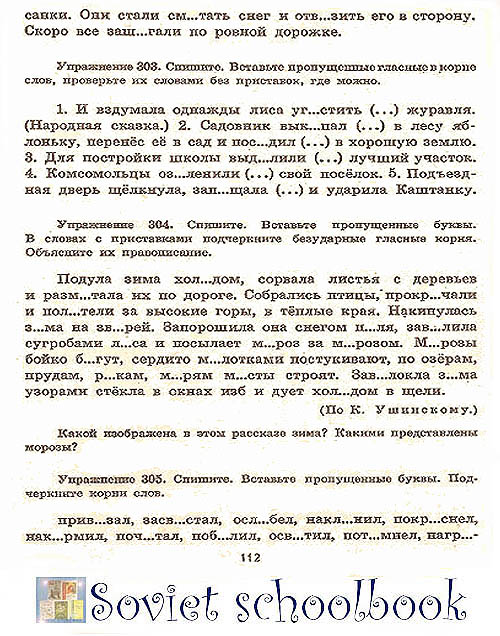 санки. Они стали см...тать снег и отв...зить его в сторону.
Скоро все заш...гали по ровной дорожке.
Упражнение 303. Спишите. Вставьте пропущенные гласные в корне
слов, проверьте их словами без приставок, где можно.
1. И вздумала однажды лиса уг...стить (...) журавля.
(Народная сказка.) 2. Садовник вык...пал (...) в лесу яб-
лоньку, перенёс её в сад и пос...дил (...) в хорошую землю.
3. Для постройки школы выд...лили (...) лучший участок.
4. Комсомольцы оз...ленили (...) свой посёлок. 5. Подъезд-
ная дверь щёлкнула, зап...щала (...) и ударила Каштанку.
Упражнение 304. Спишите. Вставьте пропущенные буквы.
В словах с приставками подчеркните безударные гласные корня.
Объясните их правописание.
Подула зима хол...дом, сорвала листья с деревьев
и разм...тала их по дороге. Собрались птицы, прокр...чали
и пол...тели за высокие горы, в тёплые края. Накинулась
з...ма на зв...рей. Запорошила она снегом п...ля, зав...лила
сугробами л...са и посылает м...роз за м...розом. М...розы
бойко б...гут, сердито м...лотками постукивают, по озёрам,
прудам, р...кам, м...рям м...сты строят. Зав...локла з...ма
узорами стёкла в окнах изб и дует хол...дом в щели.
(По К. Ушинскому.)
Какой изображена в этом рассказе зима? Какими представлены
морозы?
Упражнение 305. Спишите. Вставьте пропущенные буквы. Под-
черкните корни слов.
прив...зал, засв...стал, осл...бел, накл...нил, покр...снел,
нак...рмил, поч...тал, поб...лил, осв...тил, пот...мнел, нагр...-
112
Soviet schoolbook